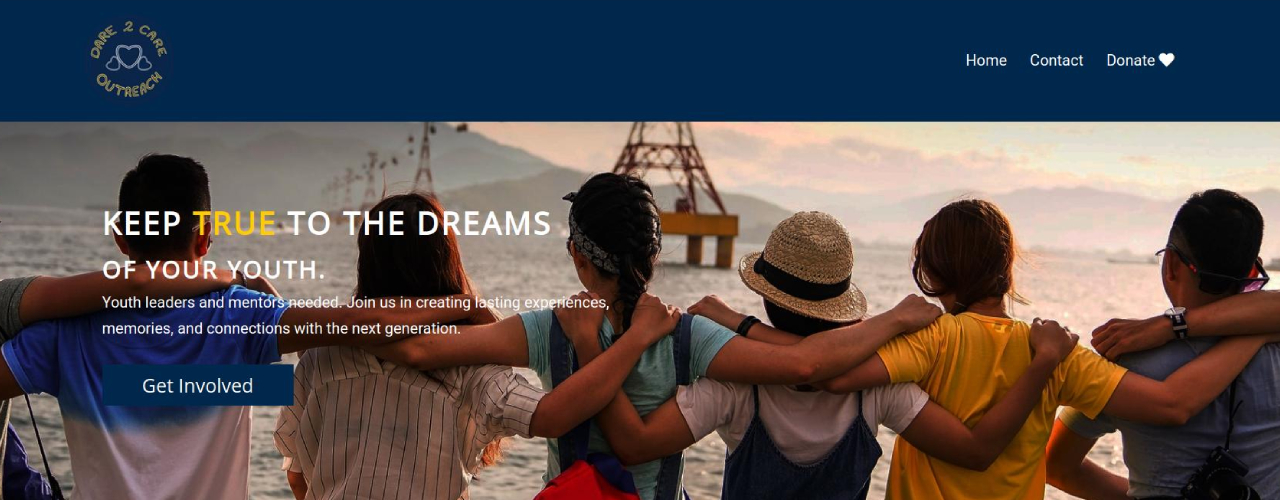 DARE 2 CARE
OUTREACH
Home Contact Donate
KEEP TRUE TO THE DREAMS
OF YOUR YOUTH.
Youth leaders and mentors needed. Join us in creating lasting experiences,
memories, and connections with the next generation.
Get Involved